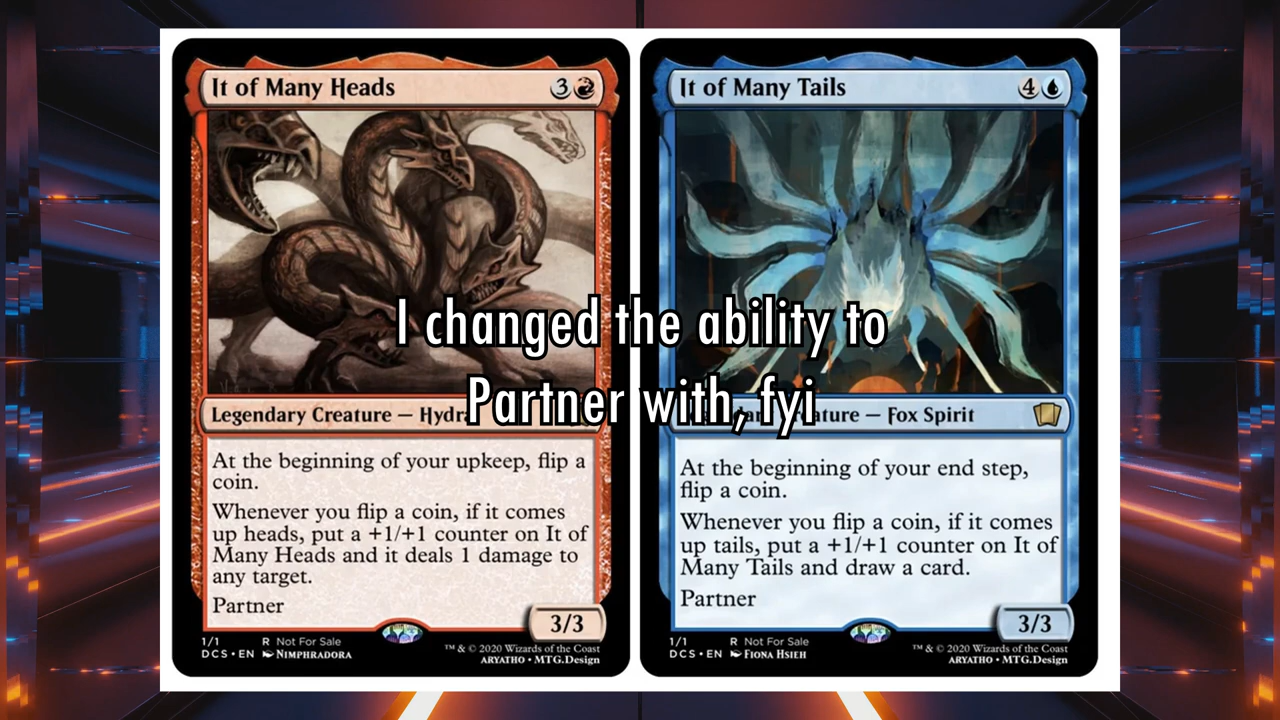 It of Many Heads
3
At the beginning of your upkeep, flip a
coin.
Whenever you flip a coin, if it comes
up heads, put a +1/+1 counter on It of
Many Heads and it deals 1 damage to
any target.
Partner
3/3
1/1 R Not For Sale
DCS • EN NIMPHRADORA
™ & © 2020 Wizards of the Coast
ARYATHO • MTG.Design
It of Many Tails
4
At the beginning of your end step,
flip a coin.
Whenever you flip a coin, if it comes
up tails, put a +1/+1 counter on It of
Many Tails and draw a card.
Partner
3/3
1/1 R Not For Sale
DCS • EN FIONA HSIEH
™ & © 2020 Wizards of the Coast
ARYATHO • MTG.Design
I changed the ability to
Partner with, fyi
Legendary Creature —
Fox Spirit